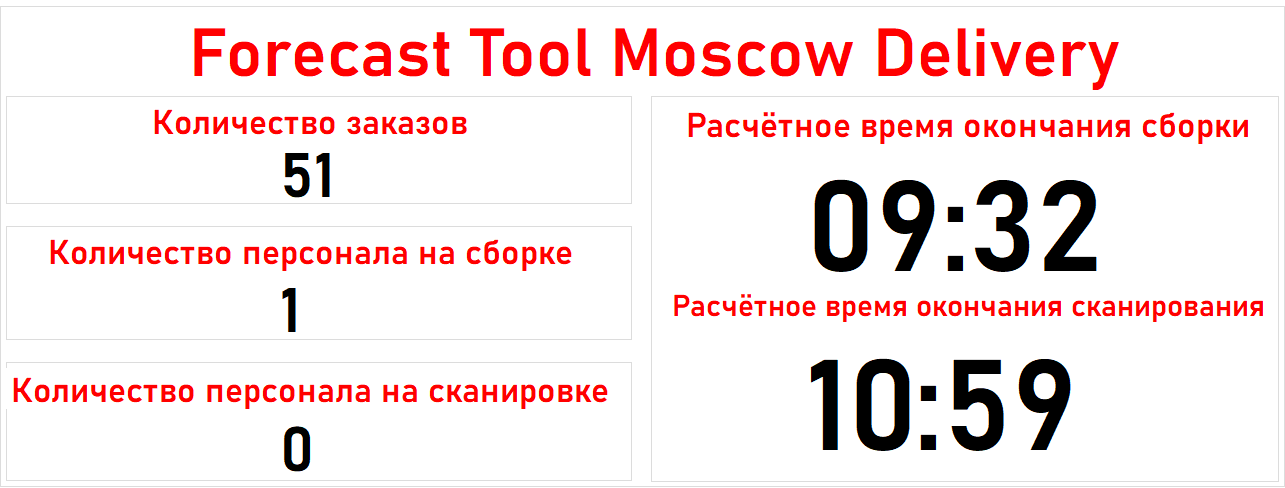 Forecast Tool Moscow Delivery
Количество заказов
51
Количество персонала на сборке
1
Количество персонала на сканировке
0
Расчётное время окончания сборки
09:32
Расчётное время окончания сканирования
10:59